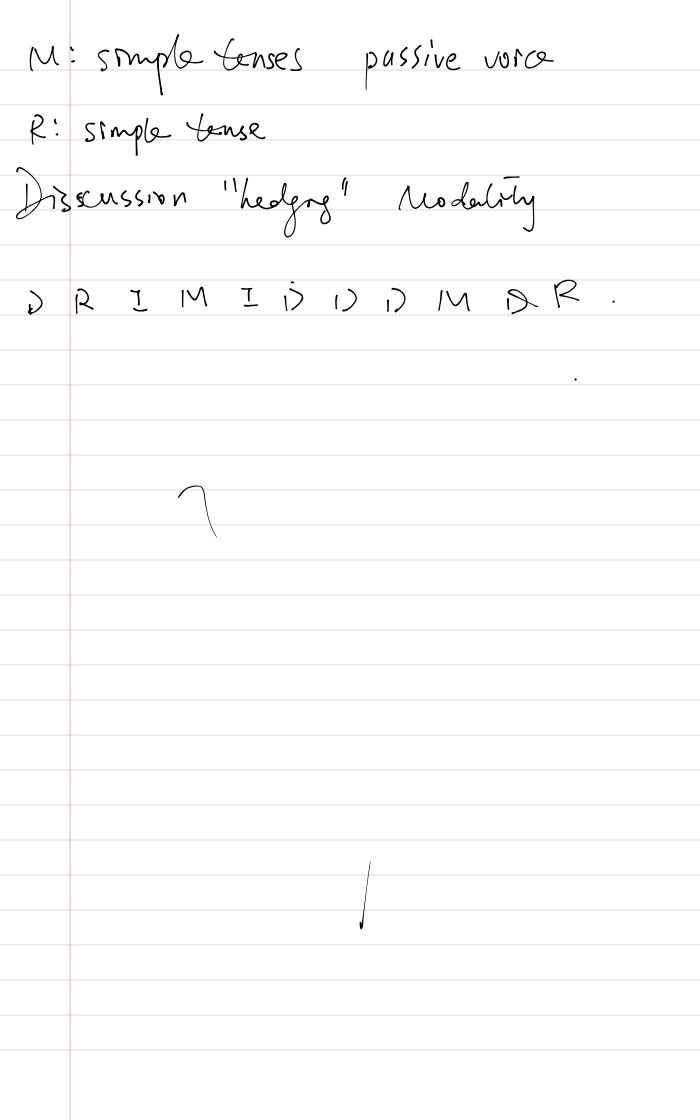 M: simple tenses passive voice
R: simple tense
Discussion "hedging" Modality
D R I M I D D D M R .